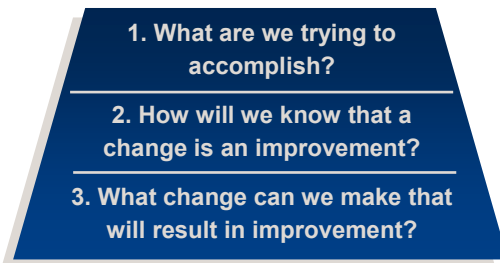 1. What are we trying to
accomplish?
2. How will we know that a
change is an improvement?
3. What change can we make that
will result in improvement?